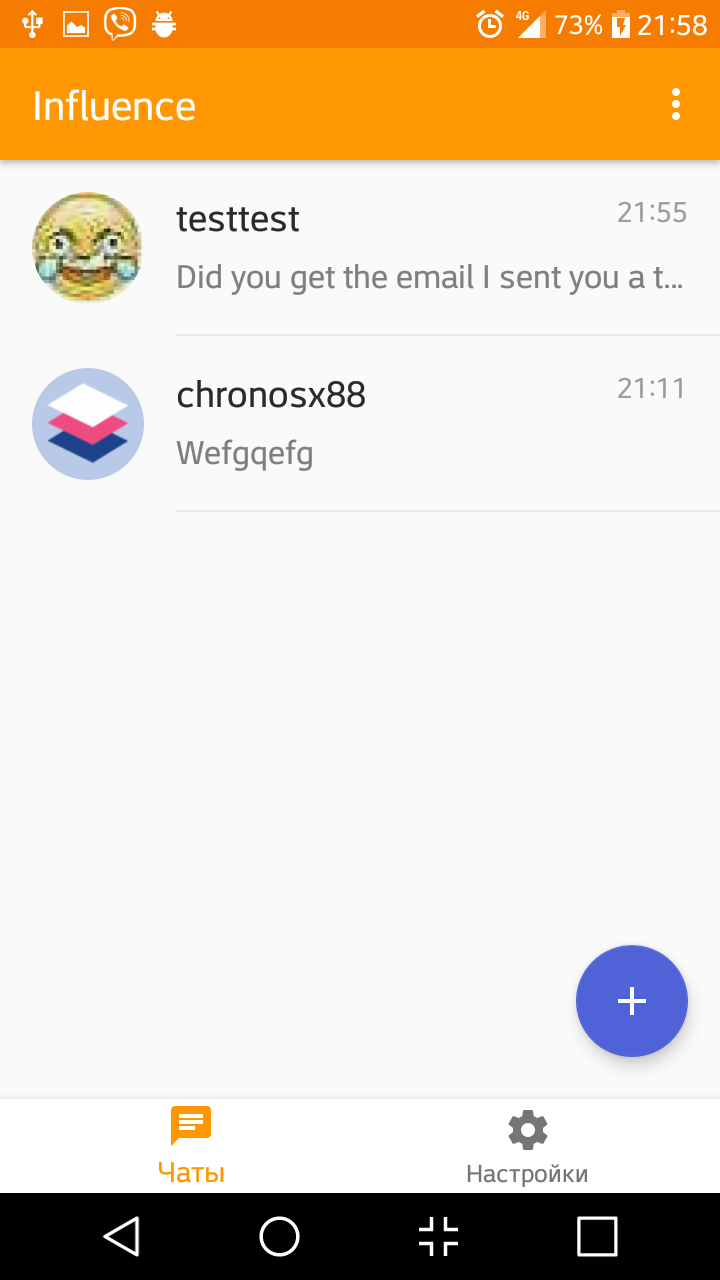 4G 73% 21:58
Influence
testtest 21:55
Did you get the email I sent you a t...
chronosx88 21:11
Wefgqefg
Чаты Настройки